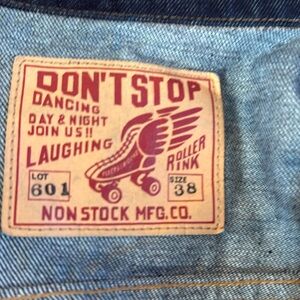 DON'T STOP
DANCING
DAY & NIGHT
JOIN US!!
LAUGHING
ROLLER
RINK
LOT
601
SIZE
38
NON STOCK MFG.CO.